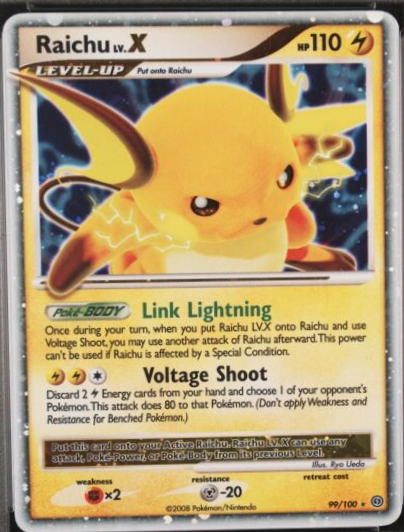 Raichu LV.X HP110
LEVEL-UP Put onto Raichu
Poké-BODY Link Lightning
Once during your turn, when you put Raichu LV.X onto Raichu and use
Voltage Shoot, you may use another attack of Raichu afterward. This power
can't be used if Raichu is affected by a Special Condition.
Voltage Shoot
Discard 2 Energy cards from your hand and choose 1 of your opponent's
Pokémon. This attack does 80 to that Pokémon. (Don't apply Weakness and
Resistance for Benched Pokémon.)
Put this card onto your Active Raichu. Raichu LV.X can use any
attack, Poké-Power, or Poké-Body from its previous Level.
Illus. Ryo Ueda
weakness resistance retreat cost
×2 -20
©2008 Pokémon/Nintendo 99/100